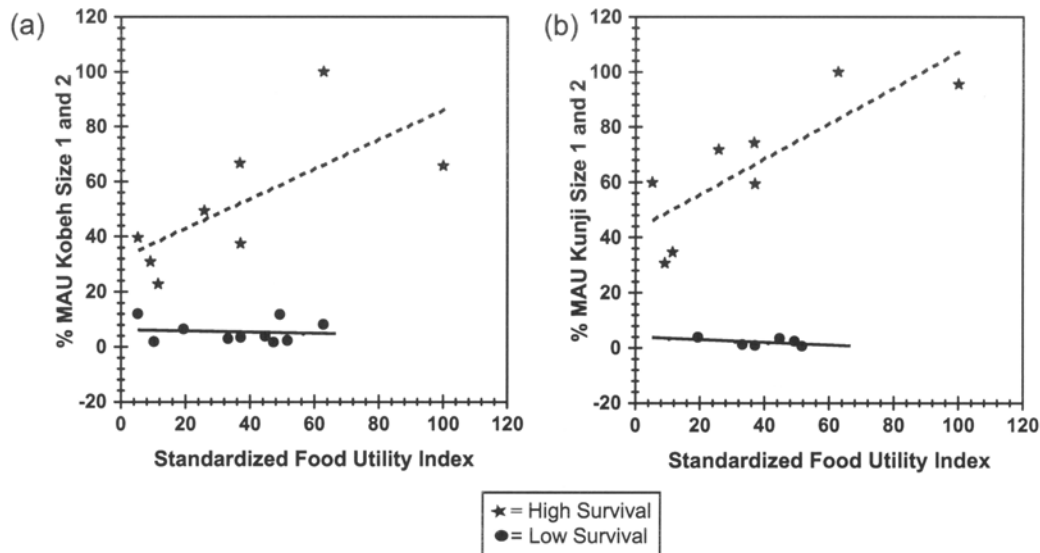 (a)
% MAU Kobeh Size 1 and 2
120
100
80
60
40
20
0
-20
0 20 40 60 80 100 120
Standardized Food Utility Index
(b)
% MAU Kunji Size 1 and 2
120
100
80
60
40
20
0
-20
0 20 40 60 80 100 120
Standardized Food Utility Index
★ = High Survival
● = Low Survival